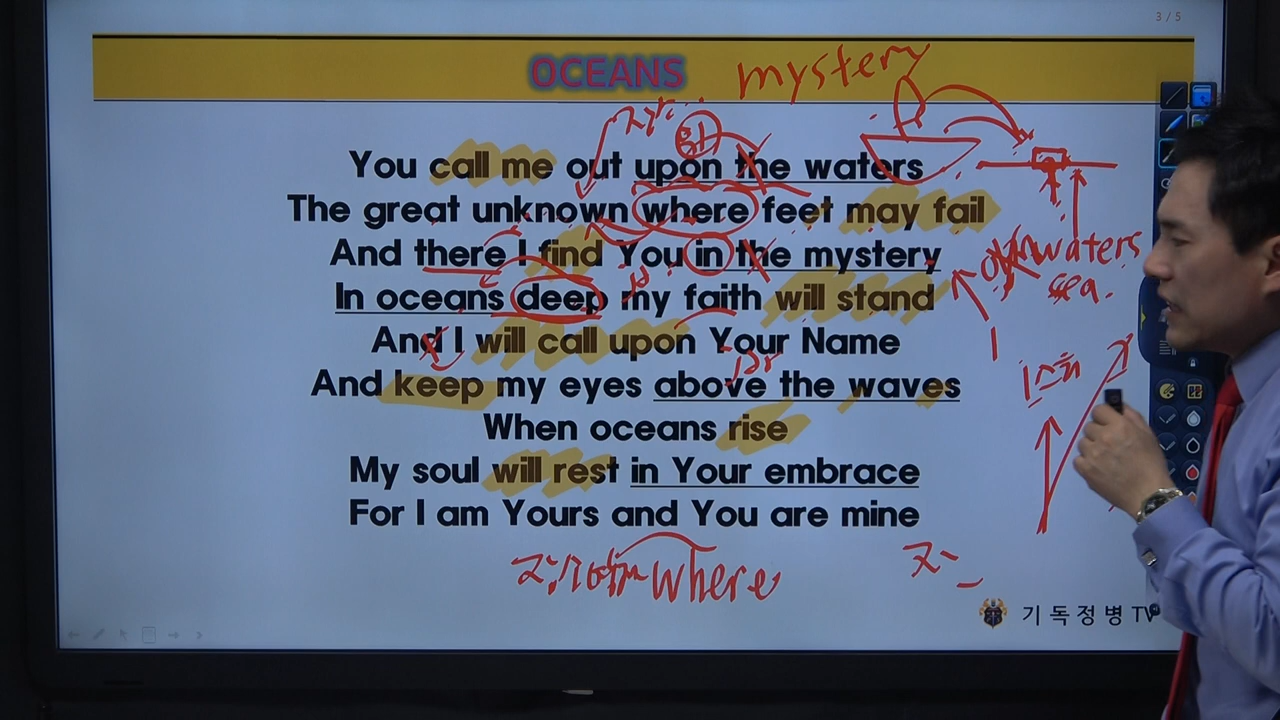 3 / 5
OCEANS mystery
You call me out upon the waters
The great unknown where feet may fail
And there I find You in the mystery
waters
sea.
In oceans deep my faith will stand
And I will call upon Your Name
And keep my eyes above the waves
When oceans rise
My soul will rest in Your embrace
For I am Yours and You are mine
where
기독정병 TV